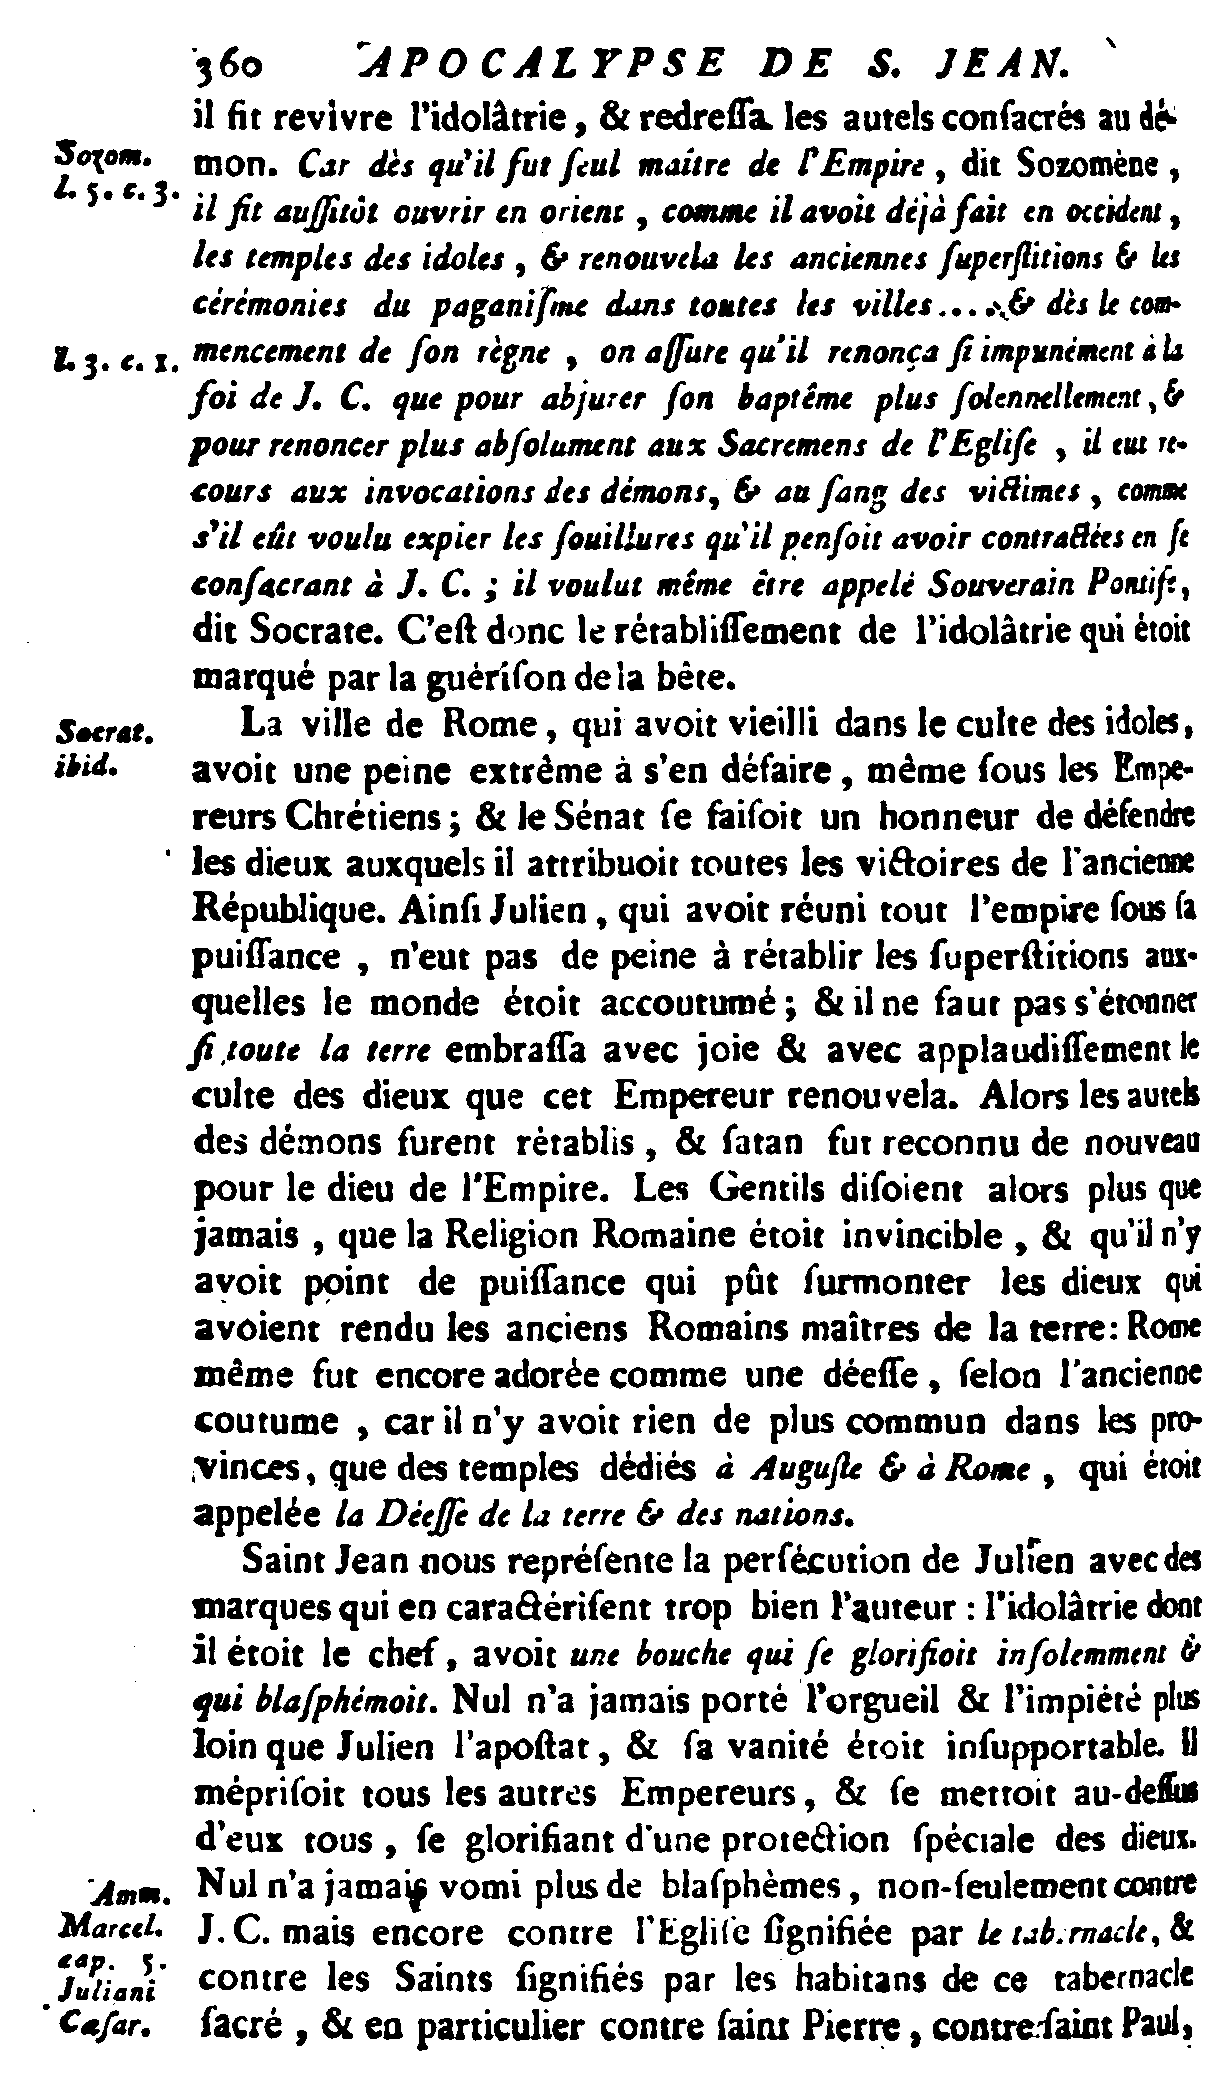 360 APOCALYPSE DE S. JEAN.
il fit revivre l'idolâtrie, & redreſſa les autels conſacrés au dé-
Sozom.
l. 5. c. 3.
mon. Car dès qu'il fut ſeul maître de l'Empire, dit Sozomène,
il fit auſſitôt ouvrir en orient, comme il avoit déjà fait en occident,
les temples des idoles, & renouvela les anciennes ſuperſtitions & les
cérémonies du paganiſme dans toutes les villes.... & dès le com-
L. 3. c. 1.
mencement de ſon règne, on aſſure qu'il renonça ſi impunément à la
foi de J. C. que pour abjurer ſon baptême plus ſolennellement, &
pour renoncer plus abſolument aux Sacremens de l'Egliſe, il eut re-
cours aux invocations des démons, & au ſang des victimes, comme
s'il eût voulu expier les ſouillures qu'il penſoit avoir contractées en ſe
conſacrant à J. C. ; il voulut même être appelé Souverain Pontife,
dit Socrate. C'eſt donc le rétabliſſement de l'idolâtrie qui étoit
marqué par la guériſon de la bête.
Socrat.
ibid.
La ville de Rome, qui avoit vieilli dans le culte des idoles,
avoit une peine extrême à s'en défaire, même ſous les Empe-
reurs Chrétiens; & le Sénat ſe faiſoit un honneur de défendre
les dieux auxquels il attribuoit toutes les victoires de l'ancienne
République. Ainſi Julien, qui avoit réuni tout l'empire ſous ſa
puiſſance, n'eut pas de peine à rétablir les ſuperſtitions aux-
quelles le monde étoit accoutumé; & il ne faut pas s'étonner
ſi toute la terre embraſſa avec joie & avec applaudiſſement le
culte des dieux que cet Empereur renouvela. Alors les autels
des démons furent rétablis, & ſatan fut reconnu de nouveau
pour le dieu de l'Empire. Les Gentils diſoient alors plus que
jamais, que la Religion Romaine étoit invincible, & qu'il n'y
avoit point de puiſſance qui pût ſurmonter les dieux qui
avoient rendu les anciens Romains maîtres de la terre: Rome
même fut encore adorée comme une déeſſe, ſelon l'ancienne
coutume, car il n'y avoit rien de plus commun dans les pro-
vinces, que des temples dédiés à Auguſte & à Rome, qui étoit
appelée la Déeſſe de la terre & des nations.
Saint Jean nous repréſente la perſécution de Julien avec des
marques qui en caractériſent trop bien l'auteur : l'idolâtrie dont
il étoit le chef, avoit une bouche qui ſe glorifioit inſolemment &
qui blaſphémoit. Nul n'a jamais porté l'orgueil & l'impiété plus
loin que Julien l'apoſtat, & ſa vanité étoit inſupportable. Il
mépriſoit tous les autres Empereurs, & ſe mettoit au-deſſus
d'eux tous, ſe glorifiant d'une protection ſpéciale des dieux.
Amm.
Marcel.
cap. 5.
Juliani
Cæſar.
Nul n'a jamais vomi plus de blaſphèmes, non-ſeulement contre
J. C. mais encore contre l'Egliſe ſignifiée par le tabernacle, &
contre les Saints ſignifiés par les habitans de ce tabernacle
ſacré, & en particulier contre ſaint Pierre, contre ſaint Paul,